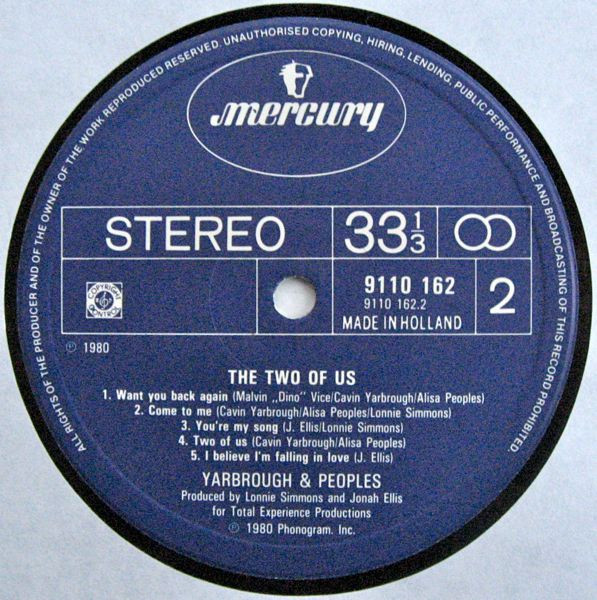 ALL RIGHTS OF THE PRODUCER AND OF THE OWNER OF THE WORK REPRODUCED RESERVED. UNAUTHORISED COPYING, HIRING, LENDING, PUBLIC PERFORMANCE AND BROADCASTING OF THIS RECORD PROHIBITED
mercury
STEREO 33 1/3
9110 162
9110 162.2
MADE IN HOLLAND
2
COPYRIGHT CONTROL
℗ 1980
THE TWO OF US
1. Want you back again (Malvin „Dino" Vice/Cavin Yarbrough/Alisa Peoples)
2. Come to me (Cavin Yarbrough/Alisa Peoples/Lonnie Simmons)
3. You're my song (J. Ellis/Lonnie Simmons)
4. Two of us (Cavin Yarbrough/Alisa Peoples)
5. I believe I'm falling in love (J. Ellis)
YARBROUGH & PEOPLES
Produced by Lonnie Simmons and Jonah Ellis
for Total Experience Productions
℗ 1980 Phonogram. Inc.